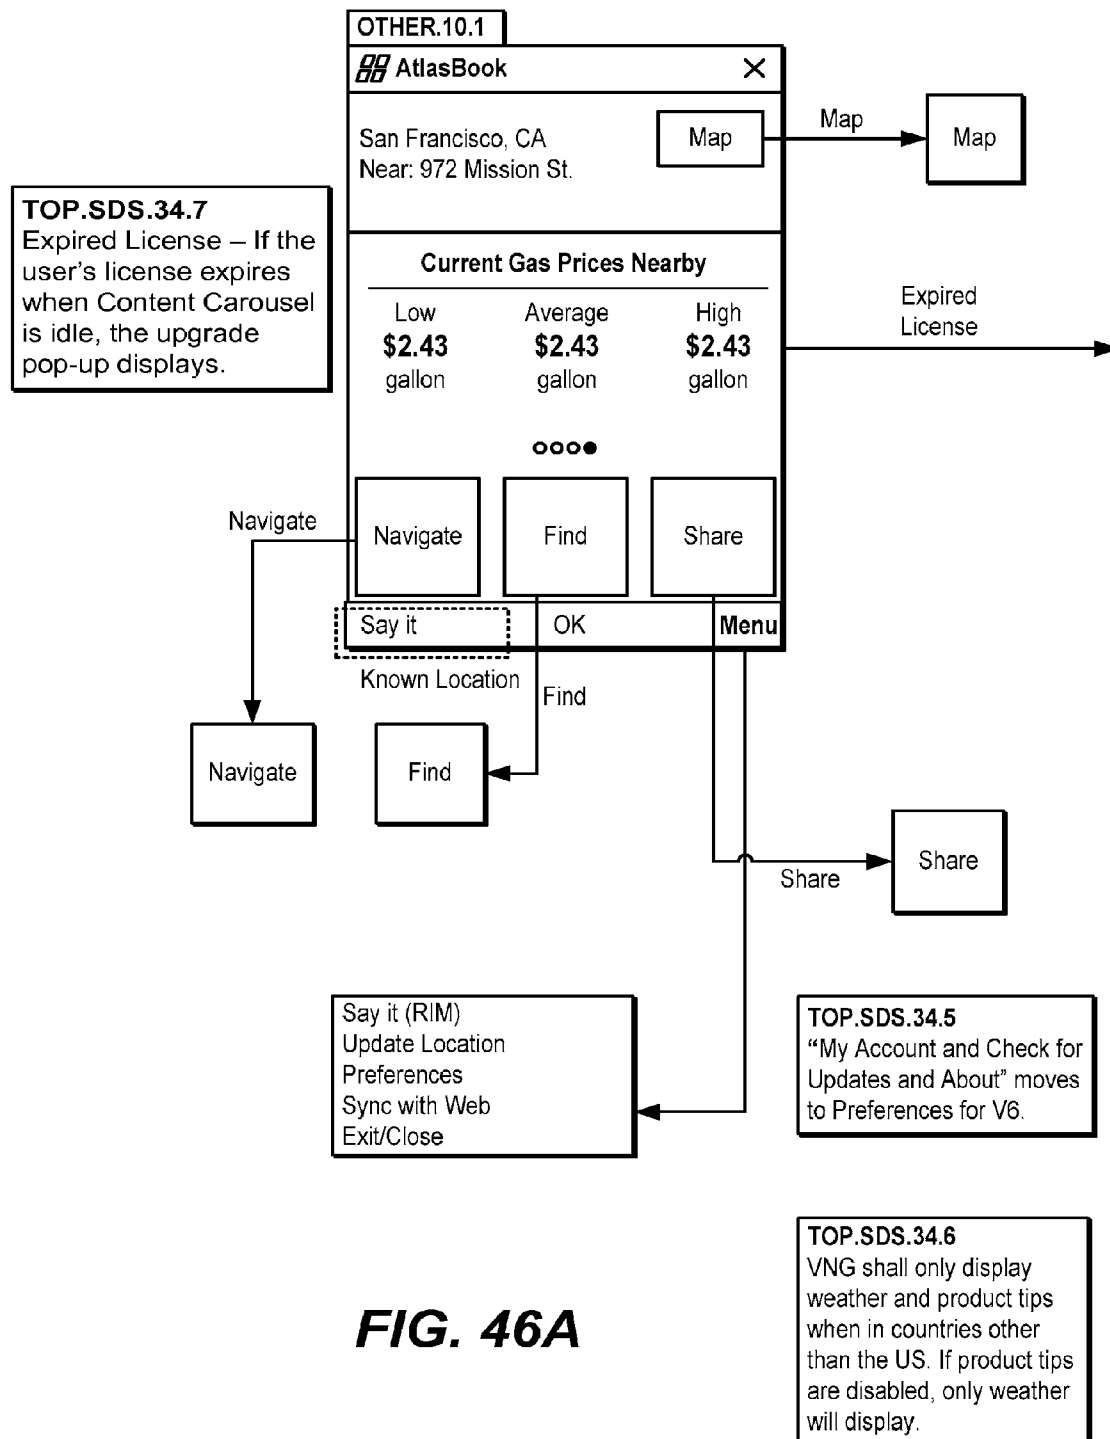 OTHER.10.1
AtlasBook
San Francisco, CA
Near: 972 Mission St.
Map
Map
Map
TOP.SDS.34.7
Expired License – If the
user's license expires
when Content Carousel
is idle, the upgrade
pop-up displays.
Current Gas Prices Nearby
Low Average High
$2.43 $2.43 $2.43
gallon gallon gallon
Expired
License
Navigate
Navigate Find Share
Say it OK Menu
Known Location
Find
Navigate
Find
Share
Share
Say it (RIM)
Update Location
Preferences
Sync with Web
Exit/Close
TOP.SDS.34.5
“My Account and Check for
Updates and About” moves
to Preferences for V6.
TOP.SDS.34.6
VNG shall only display
weather and product tips
when in countries other
than the US. If product tips
are disabled, only weather
will display.
FIG. 46A